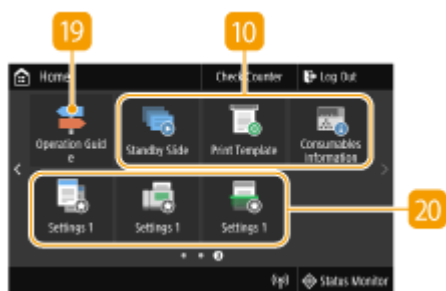 19
10
Home
Check Counter
Log Out
Operation Guid
e
Standby Slide
Print Template
Consumables
Information
Settings 1
Settings 1
Settings 1
20
3
Status Monitor